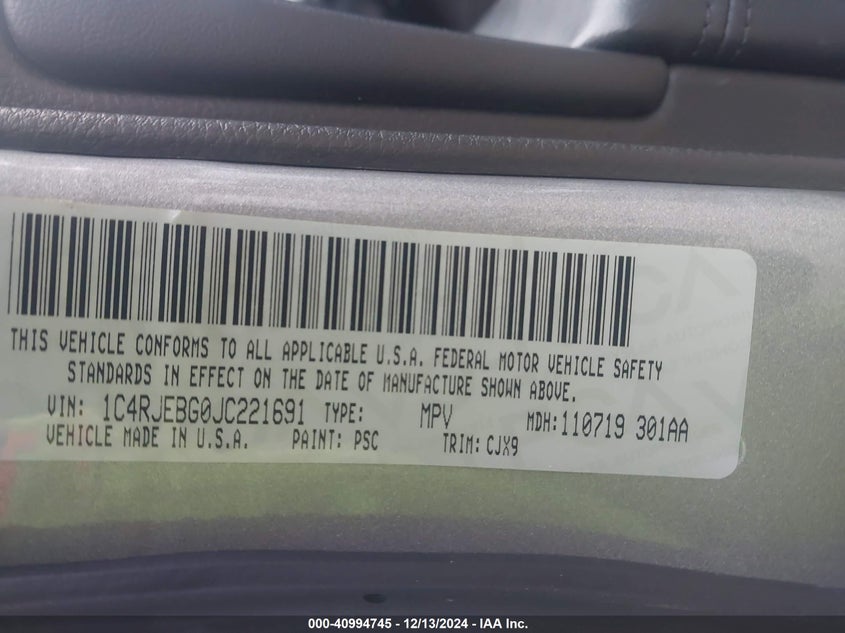 THIS VEHICLE CONFORMS TO ALL APPLICABLE U.S.A. FEDERAL MOTOR VEHICLE SAFETY
STANDARDS IN EFFECT ON THE DATE OF MANUFACTURE SHOWN ABOVE.
VIN: 1C4RJEBG0JC221691 TYPE: MPV MDH:110719 301AA
VEHICLE MADE IN U.S.A. PAINT: PSC TRIM: CJX9
000-40994745 - 12/13/2024 - IAA Inc.